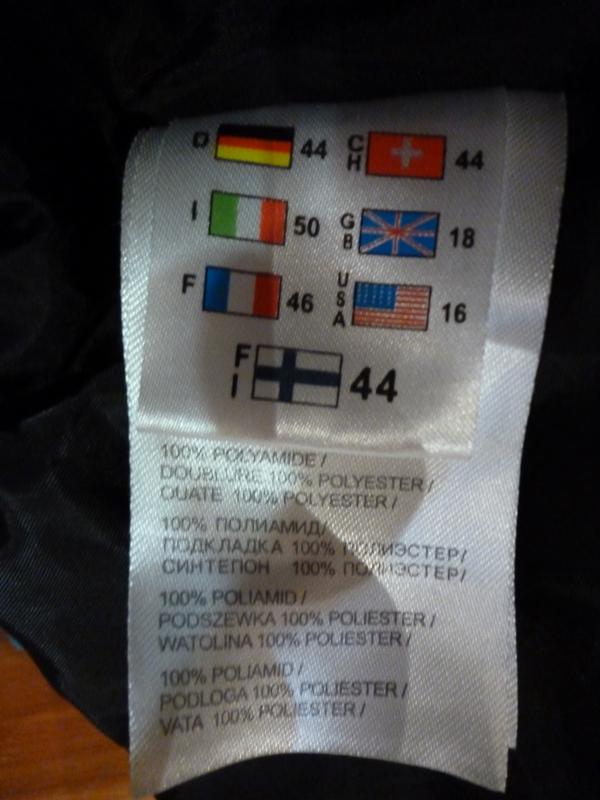 D 44 CH 44
I 50 GB 18
F 46 USA 16
FI 44
100% POLYAMIDE /
DOUBLURE 100% POLYESTER /
OUATE 100% POLYESTER /
100% ПОЛИАМИД/
ПОДКЛАДКА 100% ПОЛИЭСТЕР/
СИНТЕПОН 100% ПОЛИЭСТЕР/
100% POLIAMID /
PODSZEWKA 100% POLIESTER /
WATOLINA 100% POLIESTER /
100% POLIAMID /
PODLOGA 100% POLIESTER /
VATA 100% POLIESTER /